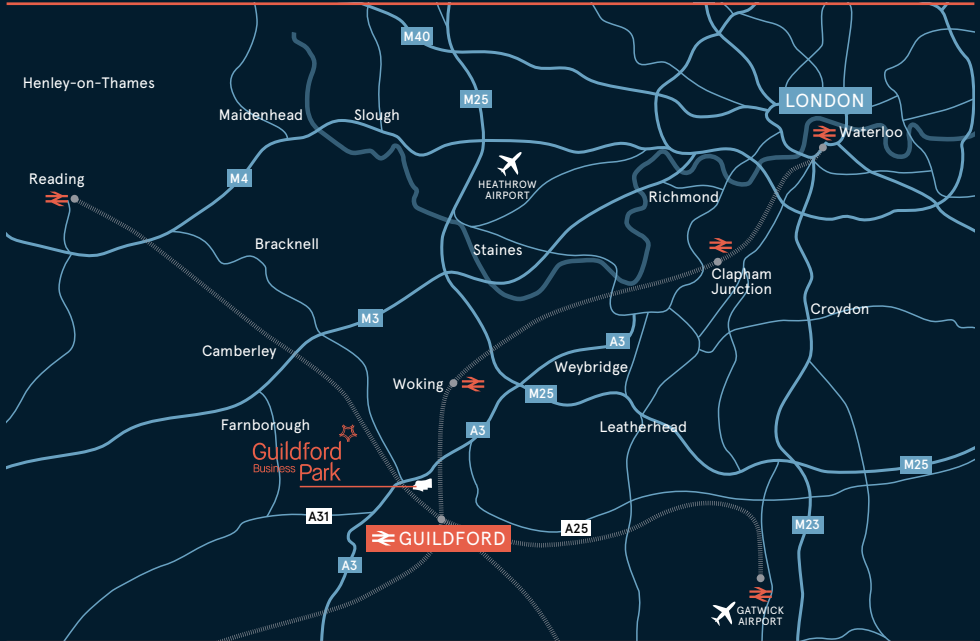 M40
Henley-on-Thames
M25
LONDON
Maidenhead
Slough
Waterloo
Reading
M4
HEATHROW
AIRPORT
Richmond
Bracknell
Staines
Clapham
Junction
M3
Croydon
A3
Camberley
Weybridge
Woking
M25
Farnborough
A3
Leatherhead
Guildford
Business Park
M25
A31
A25
M23
GUILDFORD
A3
GATWICK
AIRPORT